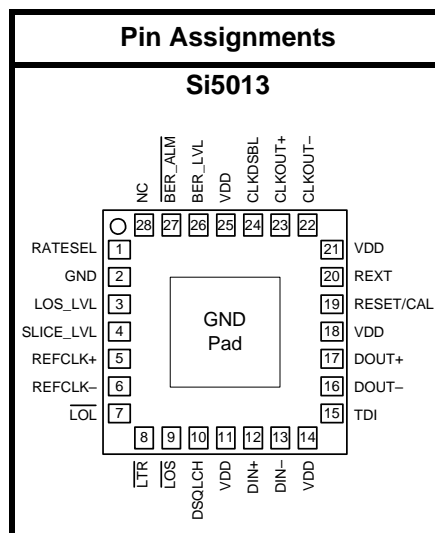 Pin Assignments
Si5013
NC
BER_ALM
BER_LVL
VDD
CLKDSBL
CLKOUT+
CLKOUT–
28 27 26 25 24 23 22
RATESEL 1
GND 2
LOS_LVL 3
SLICE_LVL 4
REFCLK+ 5
REFCLK– 6
LOL 7
GND
Pad
21 VDD
20 REXT
19 RESET/CAL
18 VDD
17 DOUT+
16 DOUT–
15 TDI
8 9 10 11 12 13 14
LTR
LOS
DSQLCH
VDD
DIN+
DIN–
VDD